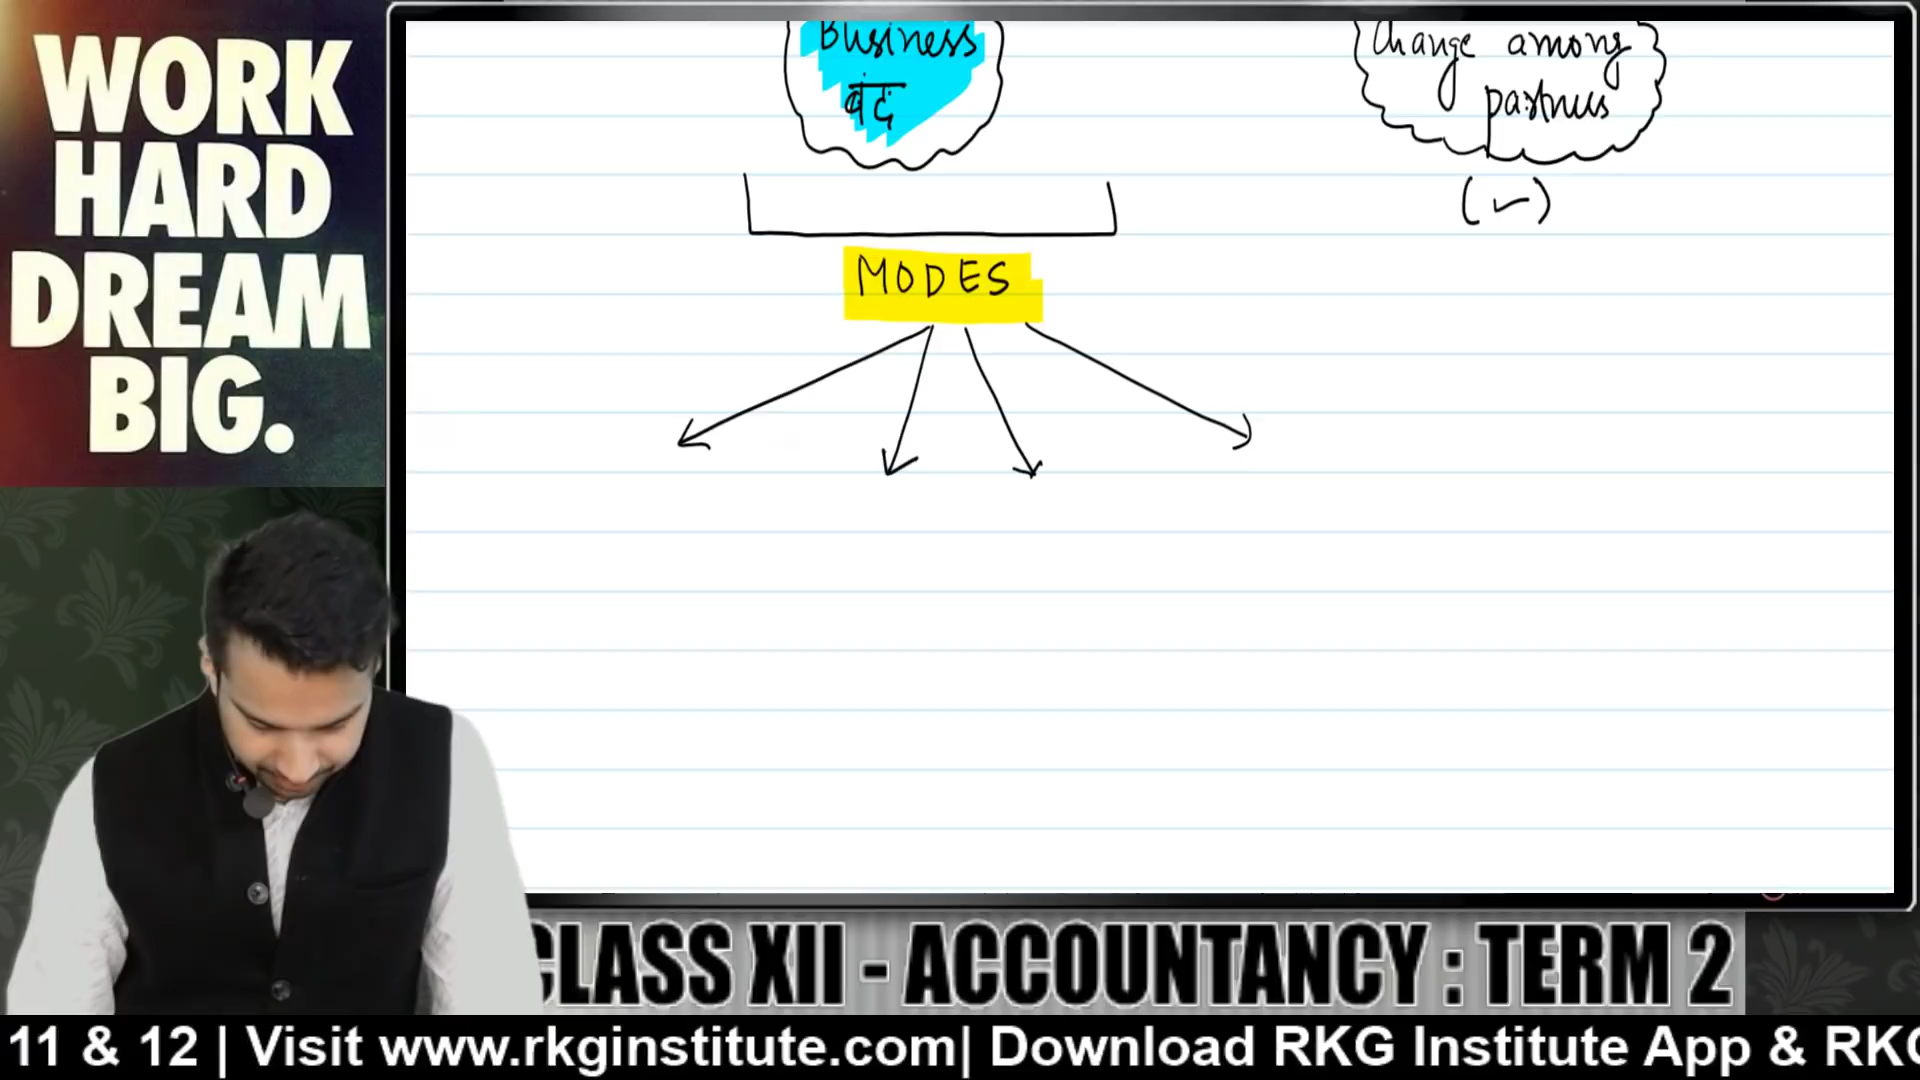 WORK
HARD
DREAM
BIG.
Business
बंद
Change among
partners
(✓)
MODES
CLASS XII - ACCOUNTANCY : TERM 2
11 & 12 | Visit www.rkginstitute.com| Download RKG Institute App & RKG